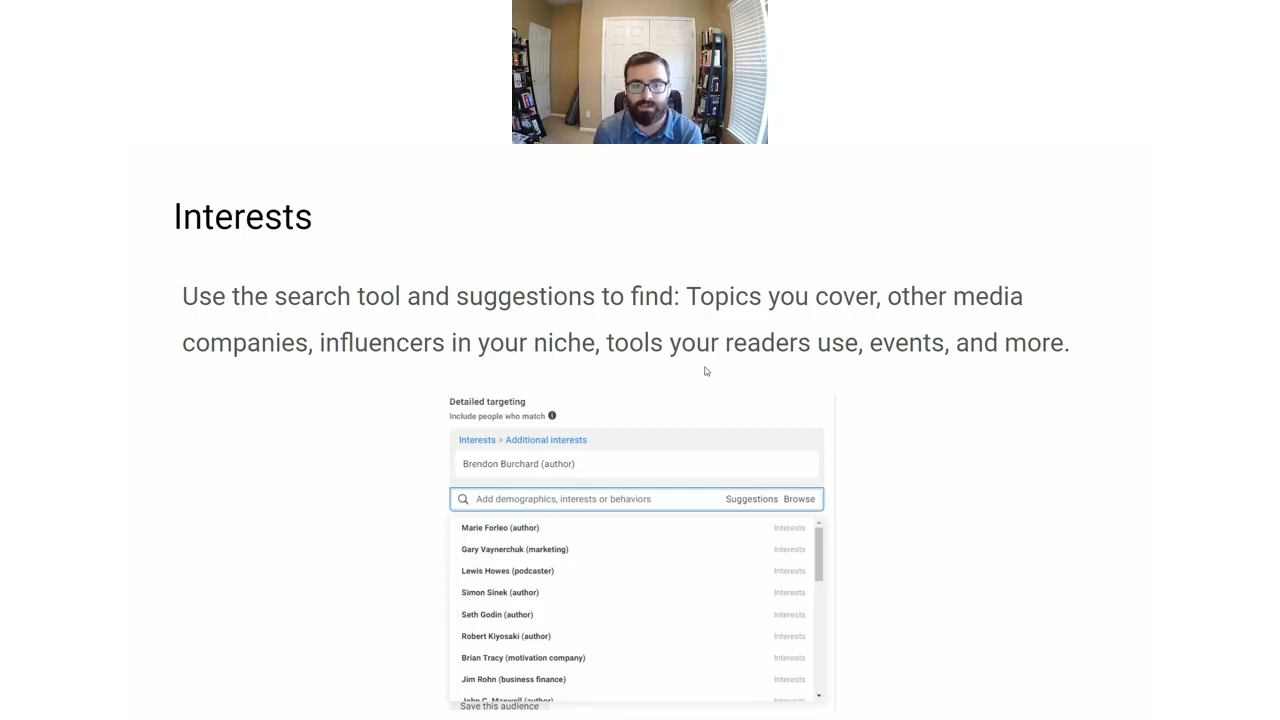 Interests
Use the search tool and suggestions to find: Topics you cover, other media
companies, influencers in your niche, tools your readers use, events, and more.
Detailed targeting
Include people who match
Interests > Additional interests
Brendon Burchard (author)
Add demographics, interests or behaviors Suggestions Browse
Marie Forleo (author) Interests
Gary Vaynerchuk (marketing) Interests
Lewis Howes (podcaster) Interests
Simon Sinek (author) Interests
Seth Godin (author) Interests
Robert Kiyosaki (author) Interests
Brian Tracy (motivation company) Interests
Jim Rohn (business finance) Interests
John C. Maxwell (author) Interests
Save this audience